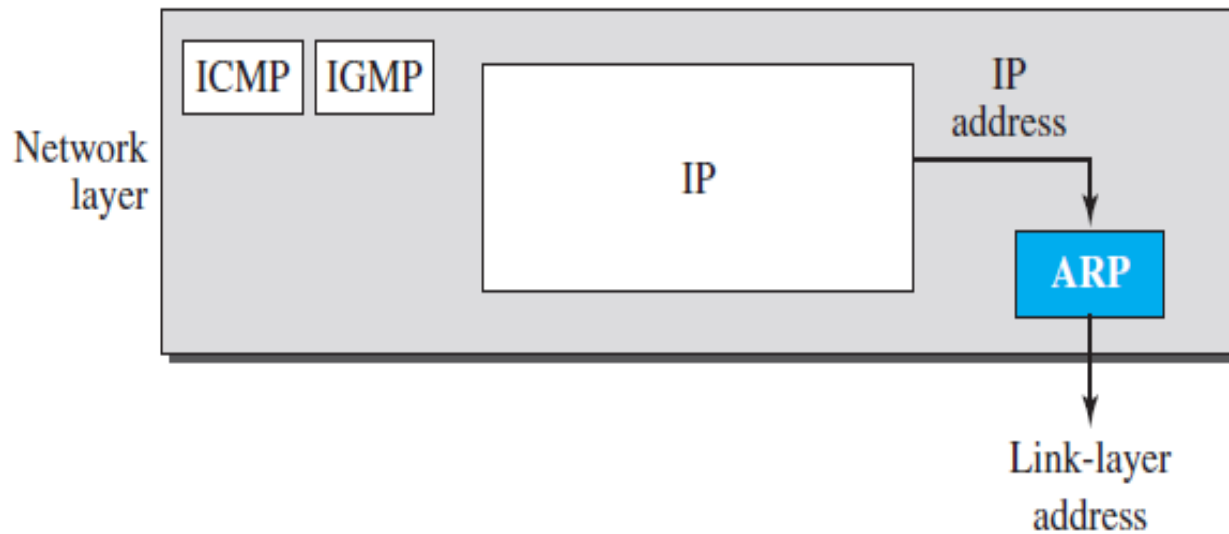 ICMP
IGMP
IP
address
Network
layer
IP
ARP
Link-layer
address